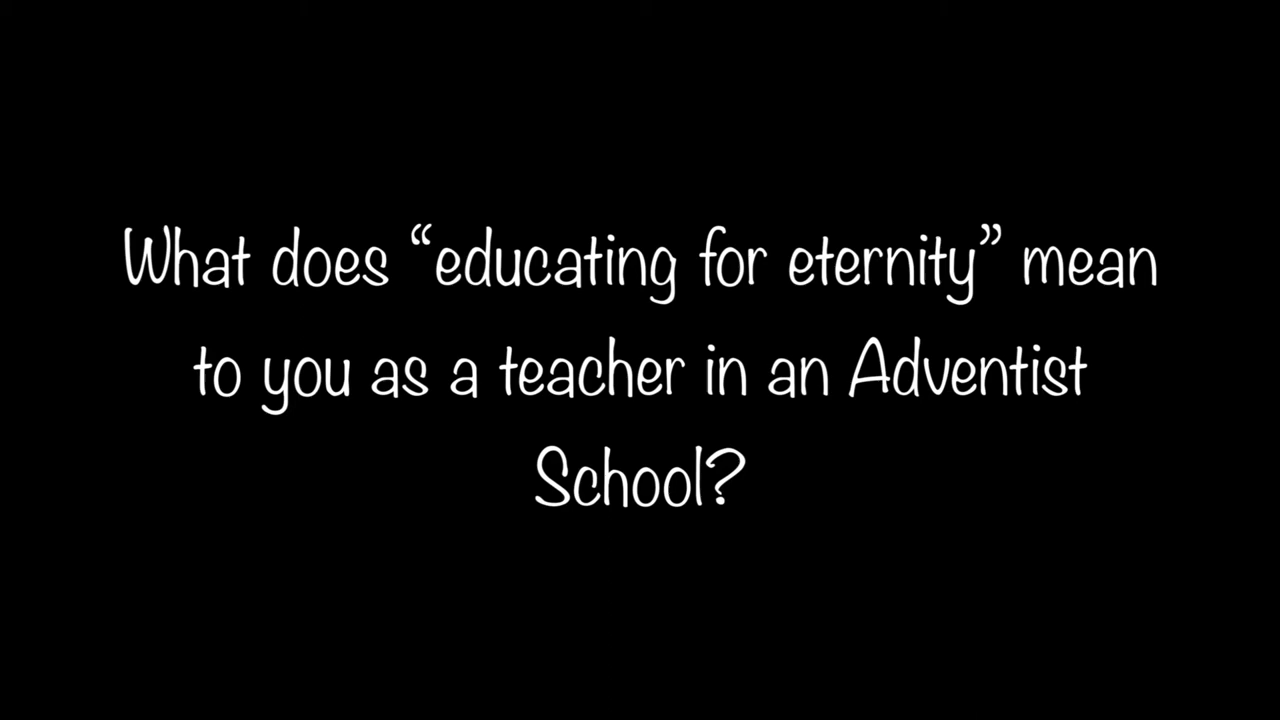 What does “educating for eternity” mean
to you as a teacher in an Adventist
School?